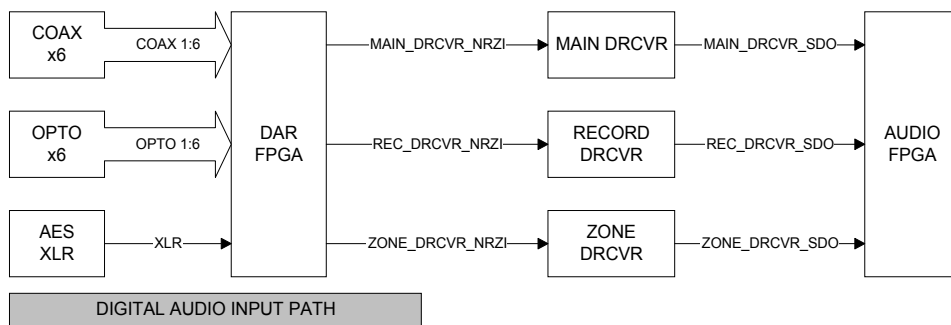 COAX
x6
COAX 1:6
OPTO
x6
OPTO 1:6
AES
XLR
XLR
DAR
FPGA
MAIN_DRCVR_NRZI
MAIN DRCVR
MAIN_DRCVR_SDO
REC_DRCVR_NRZI
RECORD
DRCVR
REC_DRCVR_SDO
ZONE_DRCVR_NRZI
ZONE
DRCVR
ZONE_DRCVR_SDO
AUDIO
FPGA
DIGITAL AUDIO INPUT PATH